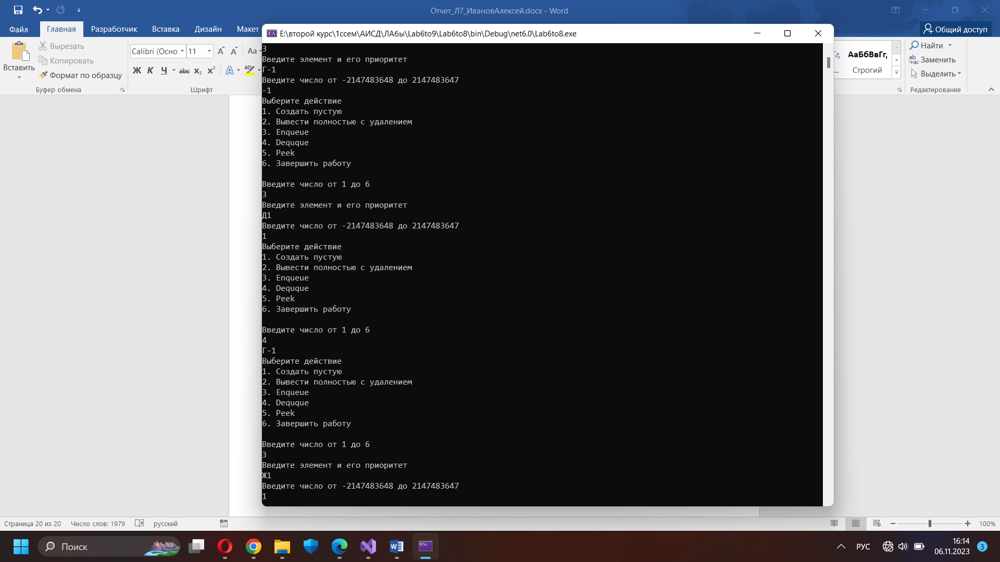 Отчет_Л7_ИвановАлексей.docx - Word
Файл
Главная
Разработчик
Вставка
Дизайн
Макет
Общий доступ
Вставить
Вырезать
Копировать
Формат по образцу
Буфер обмена
Calibri (Осно
11
Aa
Ж К Ч abc x₂ x²
Шрифт
АаБбВвГг,
Строгий
Найти
Заменить
Выделить
Редактирование
E:\второй курс\1ссем\АИСД\ЛАбы\Lab6to9\Lab6to8\bin\Debug\net6.0\Lab6to8.exe
3
Введите элемент и его приоритет
Г-1
Введите число от -2147483648 до 2147483647
-1
Выберите действие
1. Создать пустую
2. Вывести полностью с удалением
3. Enqueue
4. Dequque
5. Peek
6. Завершить работу
Введите число от 1 до 6
3
Введите элемент и его приоритет
Д1
Введите число от -2147483648 до 2147483647
1
Выберите действие
1. Создать пустую
2. Вывести полностью с удалением
3. Enqueue
4. Dequque
5. Peek
6. Завершить работу
Введите число от 1 до 6
4
Г-1
Выберите действие
1. Создать пустую
2. Вывести полностью с удалением
3. Enqueue
4. Dequque
5. Peek
6. Завершить работу
Введите число от 1 до 6
3
Введите элемент и его приоритет
Ж1
Введите число от -2147483648 до 2147483647
1
Страница 20 из 20
Число слов: 1979
русский
100%
Поиск
РУС
16:14
06.11.2023
3